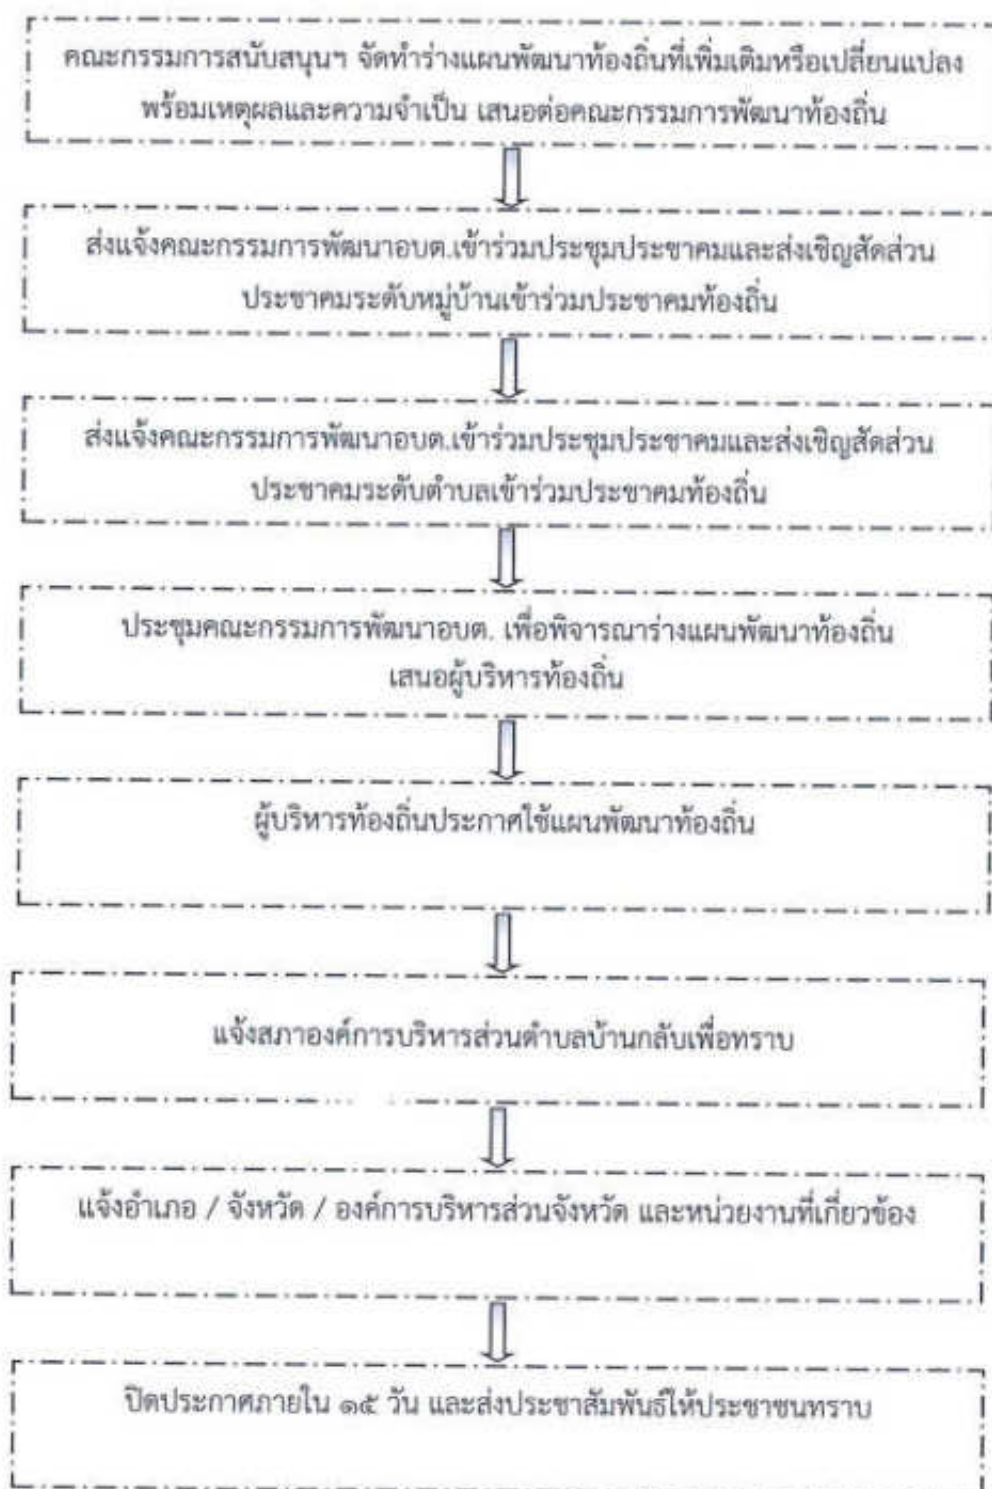 คณะกรรมการสนับสนุนฯ จัดทำร่างแผนพัฒนาท้องถิ่นที่เพิ่มเติมหรือเปลี่ยนแปลง
พร้อมเหตุผลและความจำเป็น เสนอต่อคณะกรรมการพัฒนาท้องถิ่น
ส่งแจ้งคณะกรรมการพัฒนาอบต.เข้าร่วมประชุมประชาคมและส่งเชิญสัดส่วน
ประชาคมระดับหมู่บ้านเข้าร่วมประชาคมท้องถิ่น
ส่งแจ้งคณะกรรมการพัฒนาอบต.เข้าร่วมประชุมประชาคมและส่งเชิญสัดส่วน
ประชาคมระดับตำบลเข้าร่วมประชาคมท้องถิ่น
ประชุมคณะกรรมการพัฒนาอบต. เพื่อพิจารณาร่างแผนพัฒนาท้องถิ่น
เสนอผู้บริหารท้องถิ่น
ผู้บริหารท้องถิ่นประกาศใช้แผนพัฒนาท้องถิ่น
แจ้งสภาองค์การบริหารส่วนตำบลบ้านกลับเพื่อทราบ
แจ้งอำเภอ / จังหวัด / องค์การบริหารส่วนจังหวัด และหน่วยงานที่เกี่ยวข้อง
ปิดประกาศภายใน ๑๕ วัน และส่งประชาสัมพันธ์ให้ประชาชนทราบ